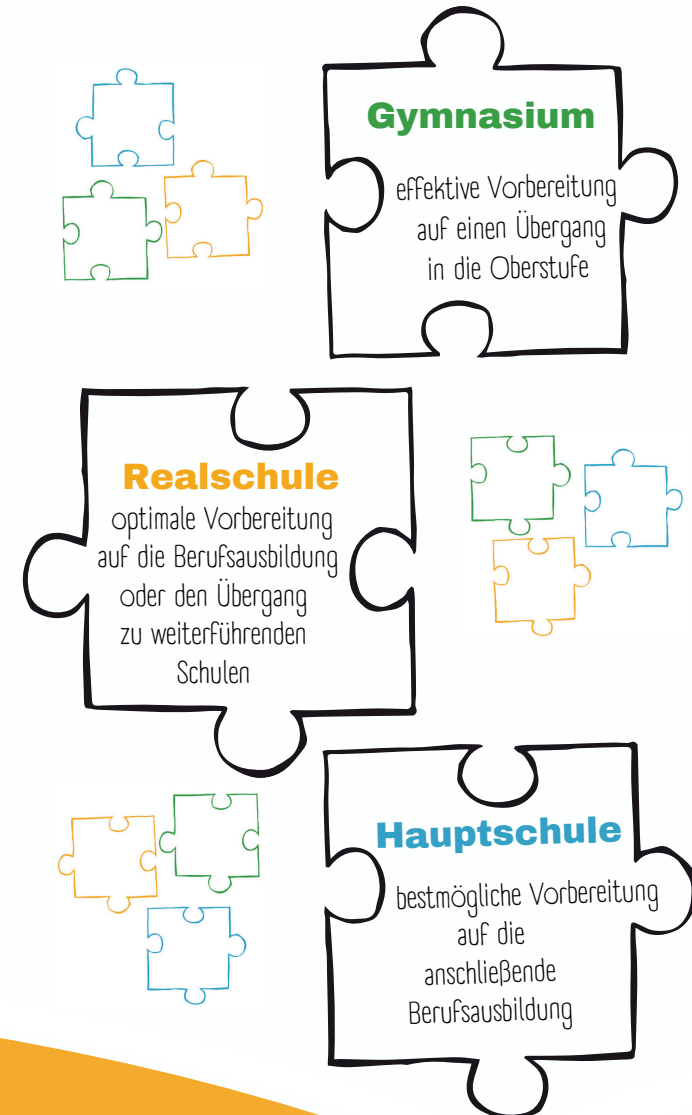 Gymnasium
effektive Vorbereitung
auf einen Übergang
in die Oberstufe
Realschule
optimale Vorbereitung
auf die Berufsausbildung
oder den Übergang
zu weiterführenden
Schulen
Hauptschule
bestmögliche Vorbereitung
auf die
anschließende
Berufsausbildung